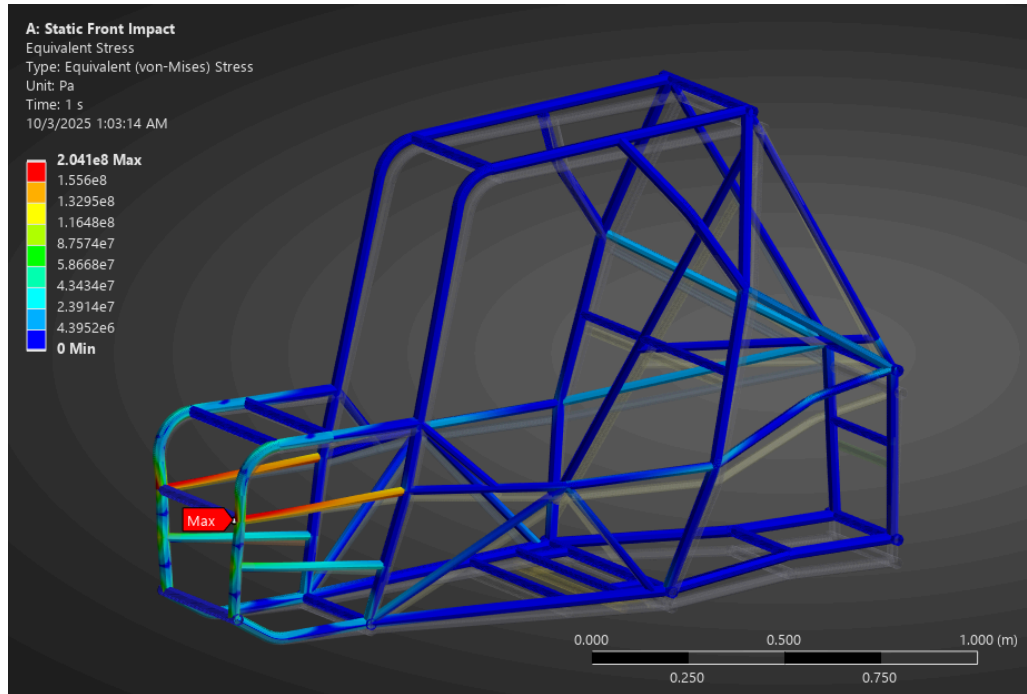 A: Static Front Impact
Equivalent Stress
Type: Equivalent (von-Mises) Stress
Unit: Pa
Time: 1 s
10/3/2025 1:03:14 AM
2.041e8 Max
1.556e8
1.3295e8
1.1648e8
8.7574e7
5.8668e7
4.3434e7
2.3914e7
4.3952e6
0 Min
Max
0.000 0.500 1.000 (m)
0.250 0.750